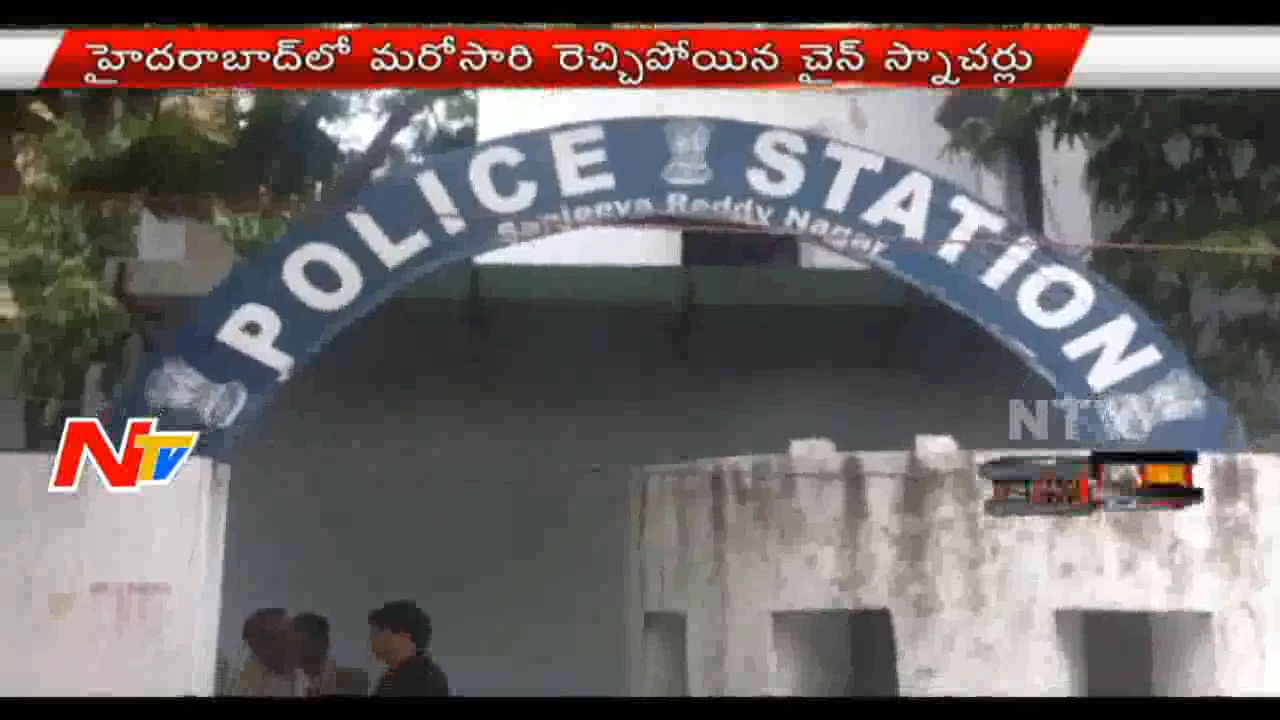 హైదరాబాద్‌లో మరోసారి రెచ్చిపోయిన చైన్ స్నాచర్లు
POLICE STATION
Sanjeeva Reddy Nagar
NTV
NTV